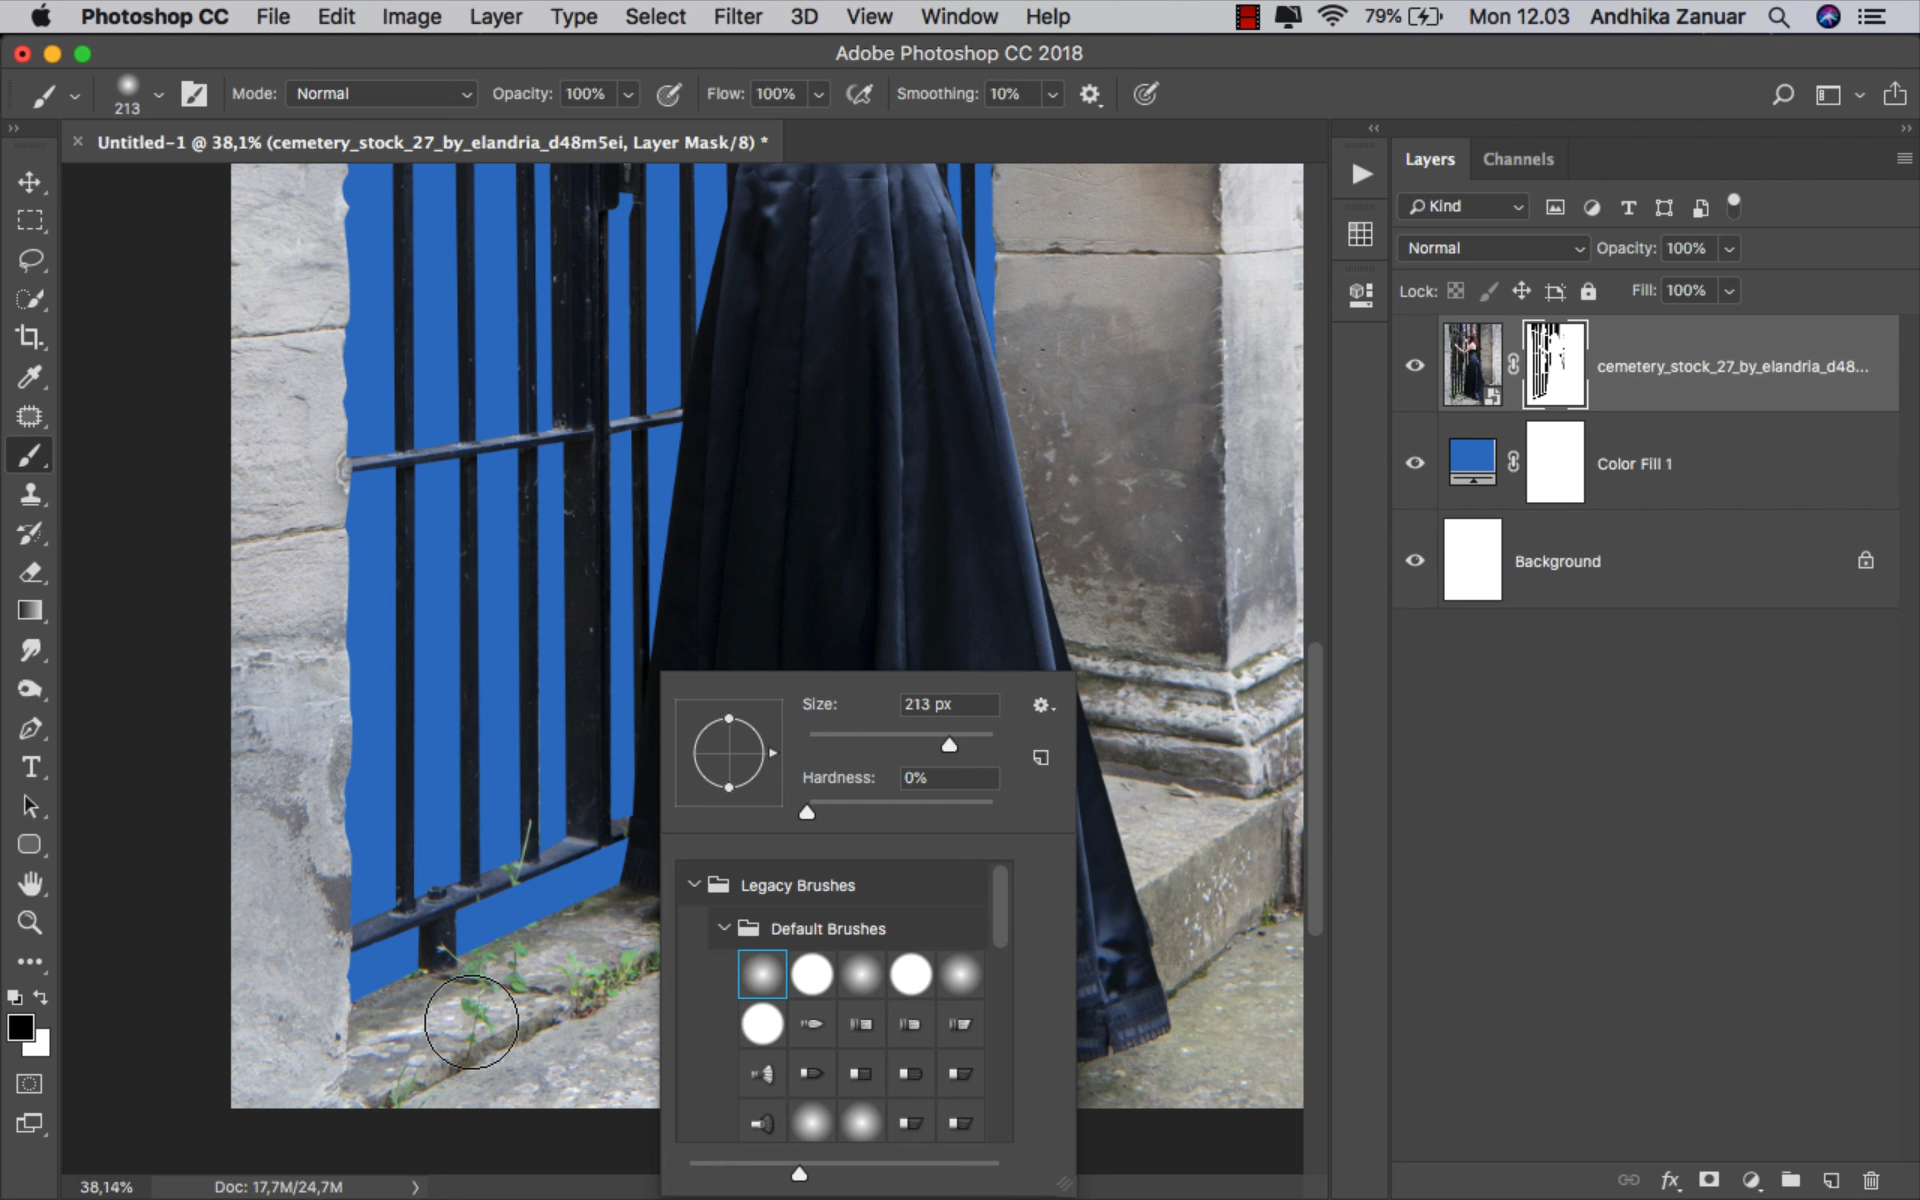 Photoshop CC File Edit Image Layer Type Select Filter 3D View Window Help 79% Mon 12.03 Andhika Zanuar
Adobe Photoshop CC 2018
213 Mode: Normal Opacity: 100% Flow: 100% Smoothing: 10%
Untitled-1 @ 38,1% (cemetery_stock_27_by_elandria_d48m5ei, Layer Mask/8) *
Layers Channels
Kind
Normal Opacity: 100%
Lock: Fill: 100%
cemetery_stock_27_by_elandria_d48...
Color Fill 1
Background
Size: 213 px
Hardness: 0%
Legacy Brushes
Default Brushes
38,14% Doc: 17,7M/24,7M